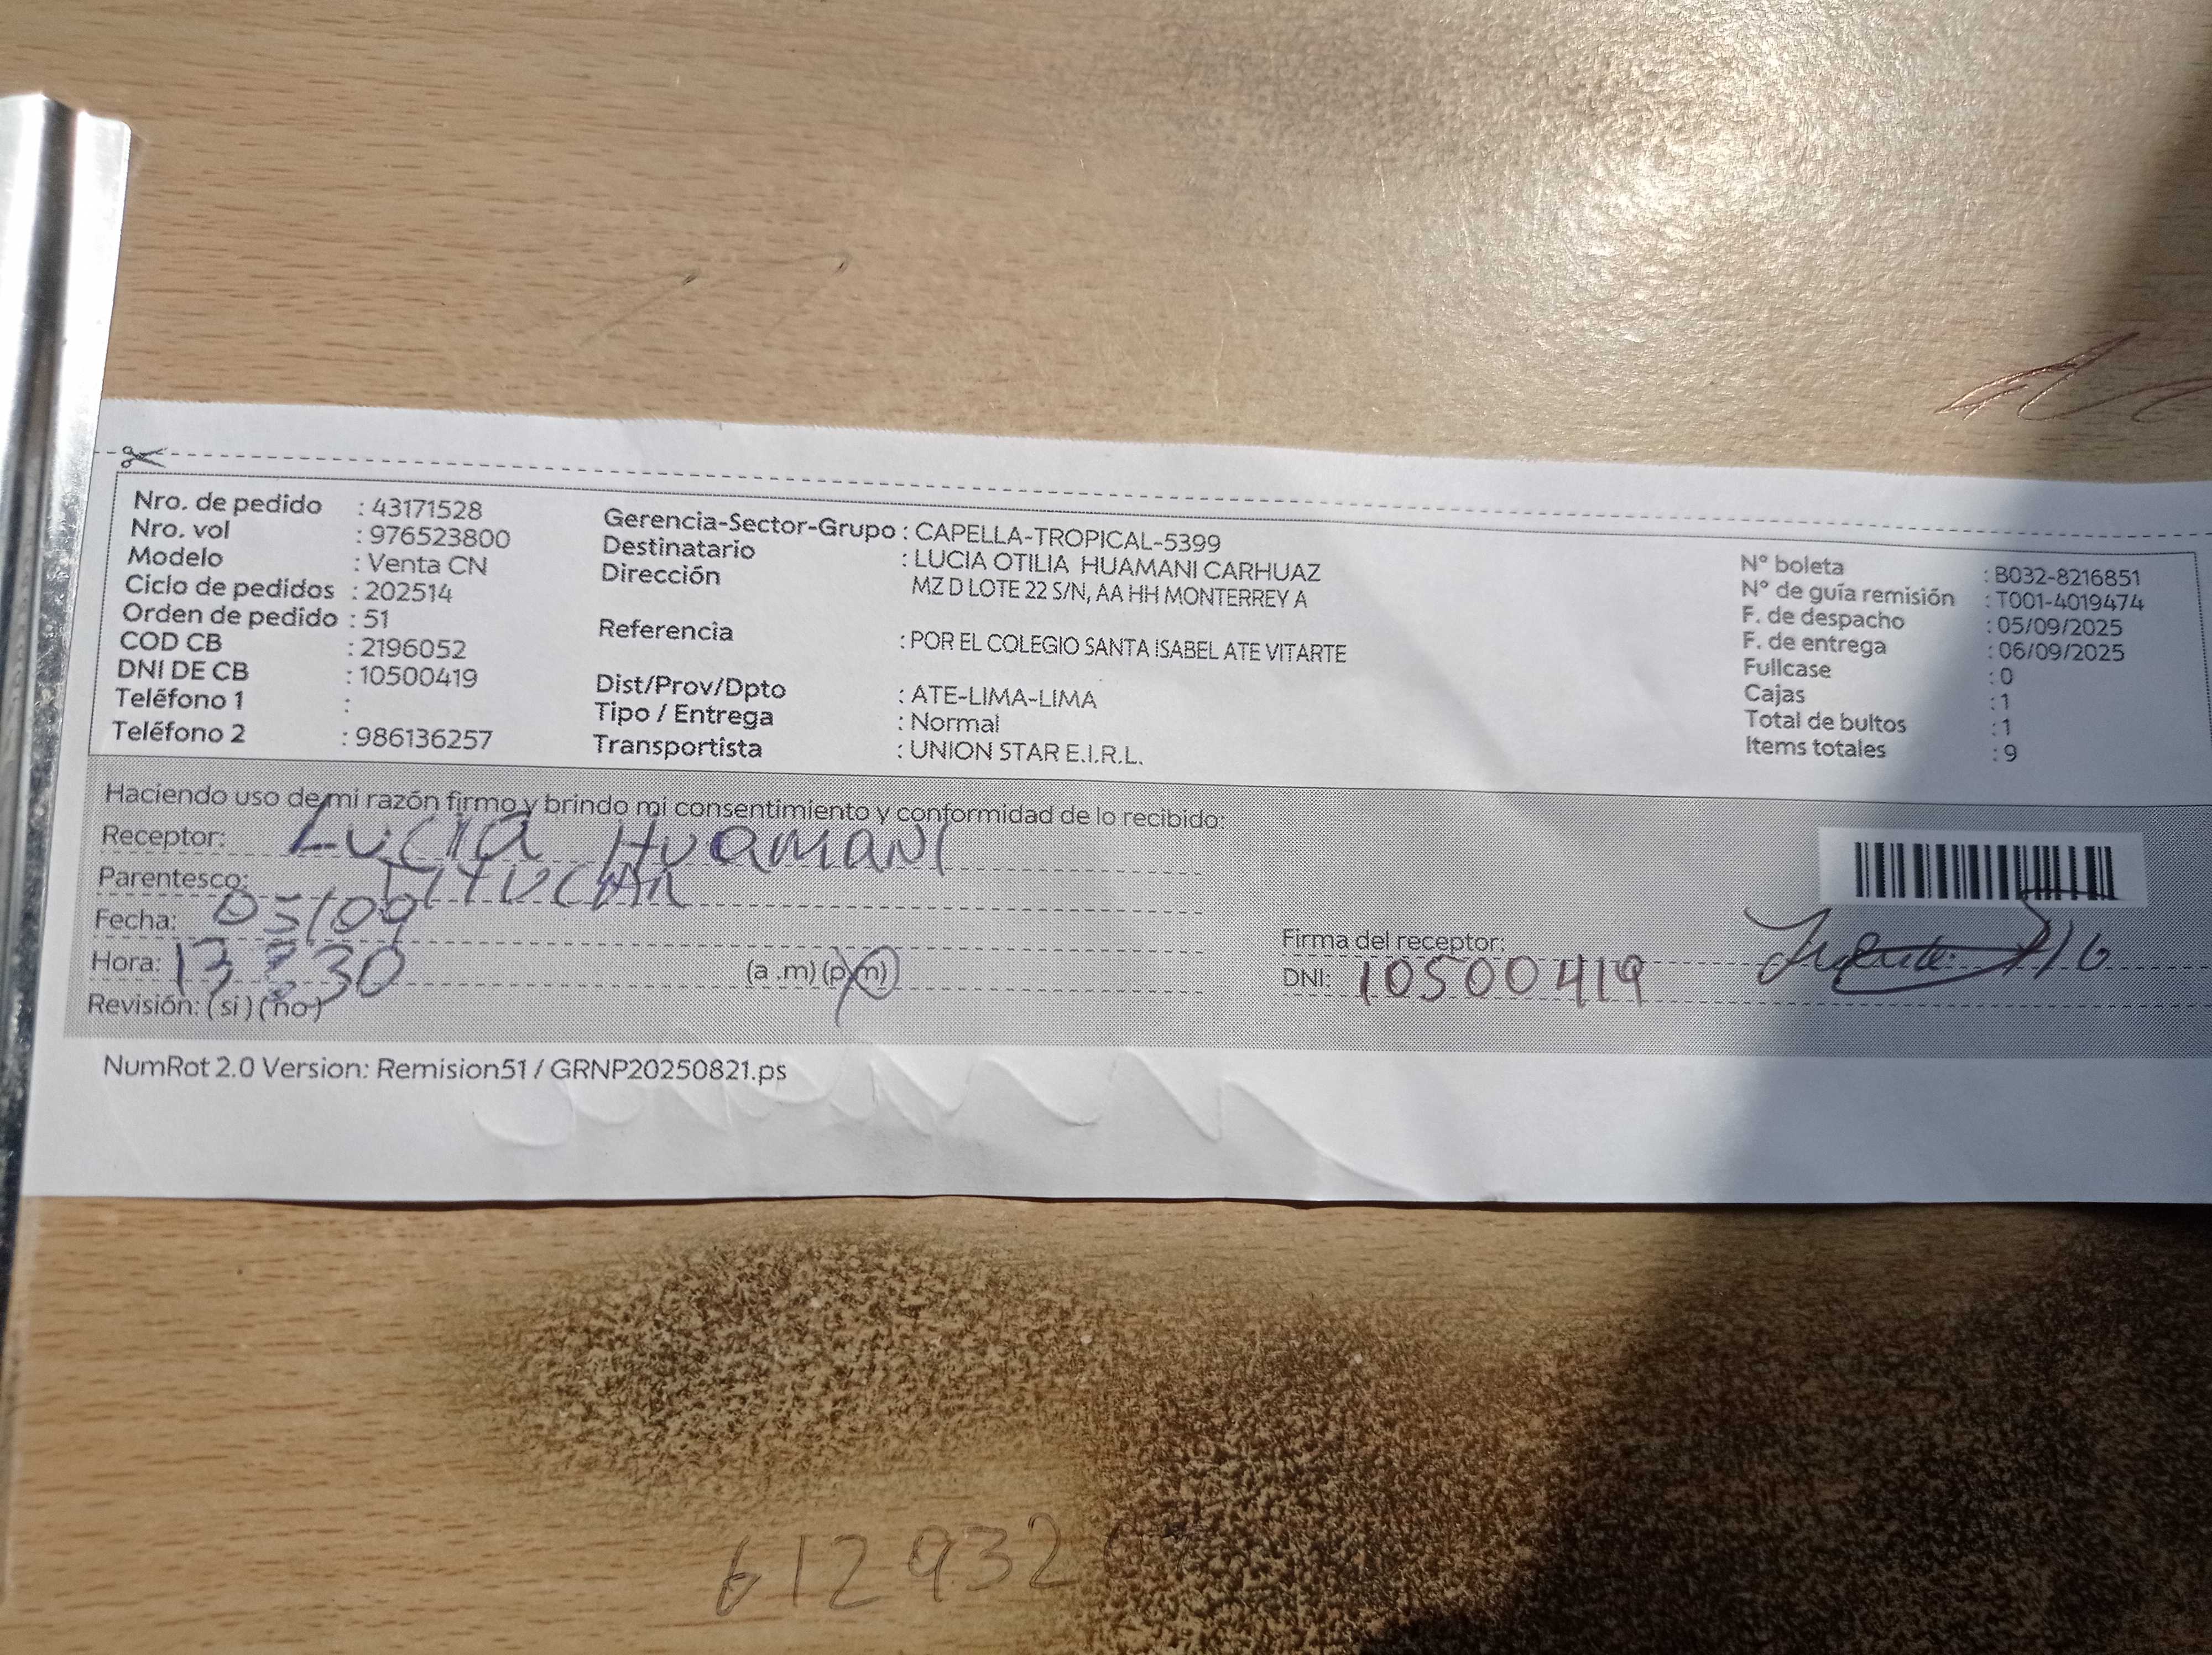 Nro. de pedido : 43171528
Nro. vol : 976523800
Modelo : Venta CN
Ciclo de pedidos : 202514
Orden de pedido : 51
COD CB : 2196052
DNI DE CB : 10500419
Teléfono 1 :
Teléfono 2 : 986136257
Gerencia-Sector-Grupo : CAPELLA-TROPICAL-5399
Destinatario : LUCIA OTILIA HUAMANI CARHUAZ
Dirección MZ D LOTE 22 S/N, AA HH MONTERREY A
Referencia : POR EL COLEGIO SANTA ISABEL ATE VITARTE
Dist/Prov/Dpto : ATE-LIMA-LIMA
Tipo / Entrega : Normal
Transportista : UNION STAR E.I.R.L.
N° boleta : B032-8216851
N° de guía remisión : T001-4019474
F. de despacho : 05/09/2025
F. de entrega : 06/09/2025
Fullcase : 0
Cajas : 1
Total de bultos : 1
Items totales : 9
Haciendo uso de mi razón firmo y brindo mi consentimiento y conformidad de lo recibido:
Receptor: Lucia Huamani
Parentesco:
Fecha: 05/09
Hora: 13:30 (a .m) (p.m)
Revisión: ( si ) ( no )
Firma del receptor:
DNI: 10500419
NumRot 2.0 Version: Remision51 / GRNP20250821.ps
612932